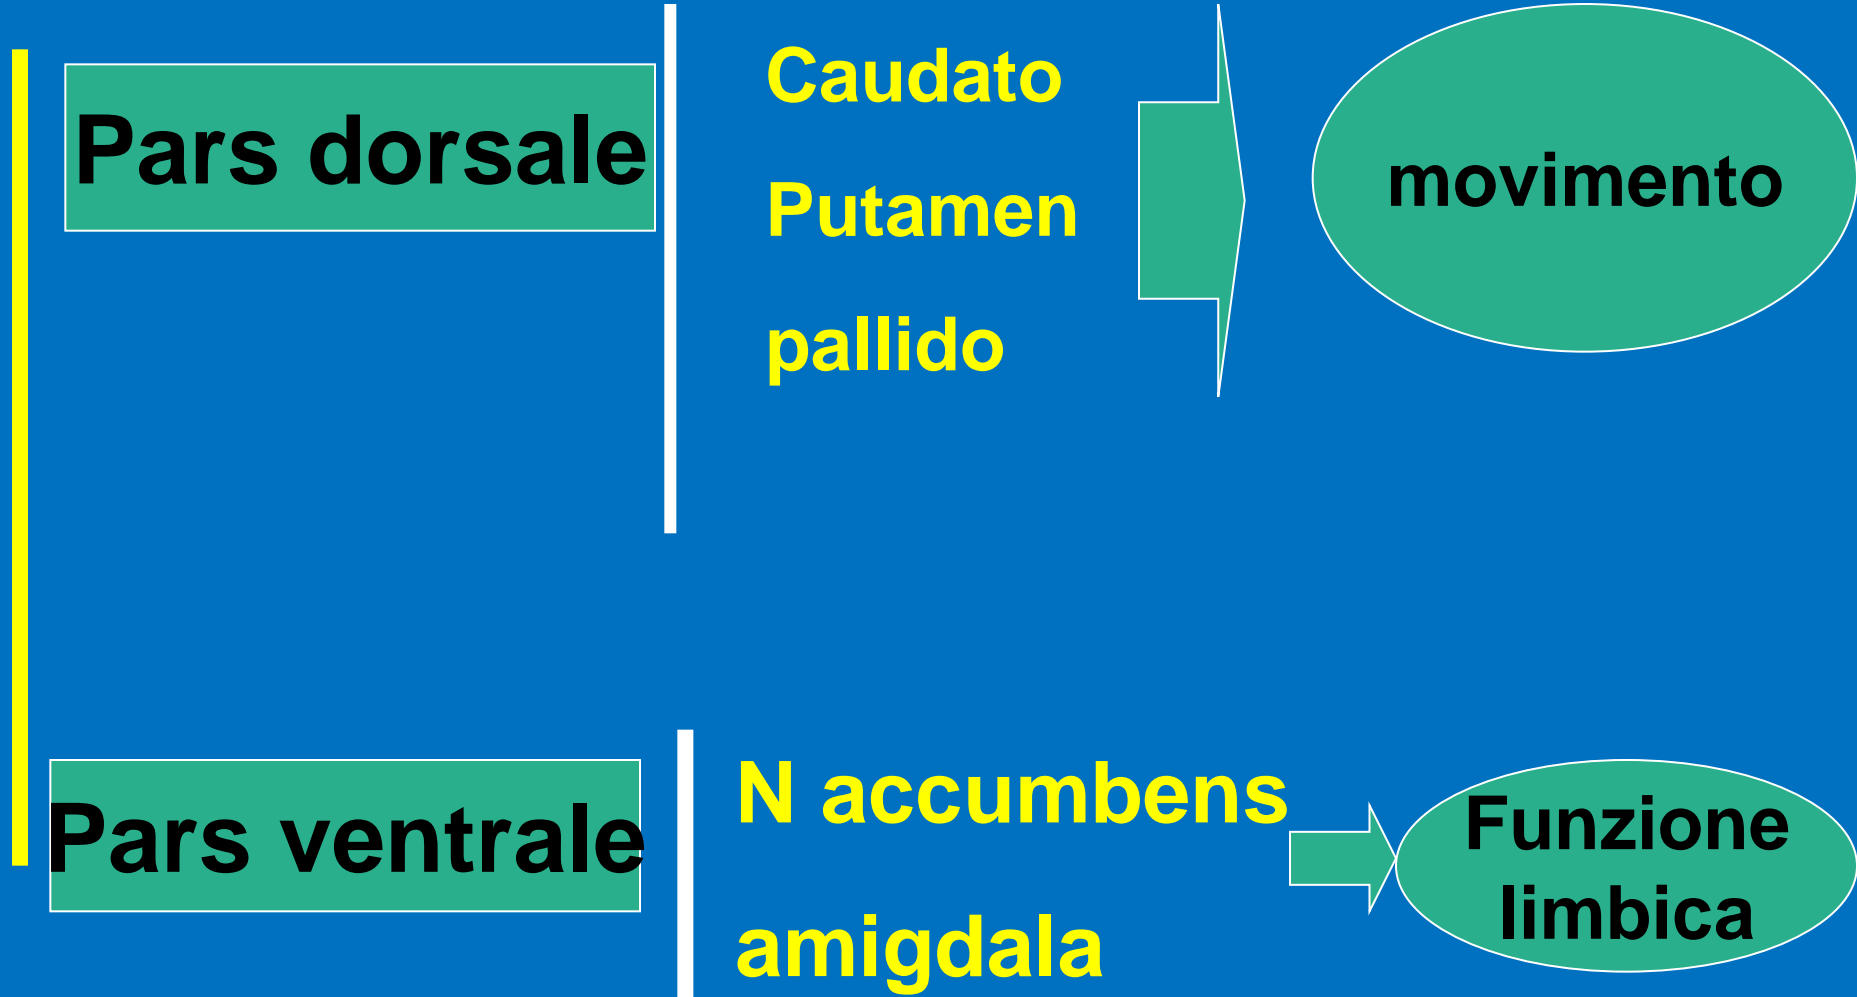 Pars dorsale
Caudato
Putamen
pallido
movimento
Pars ventrale
N accumbens
amigdala
Funzione
limbica